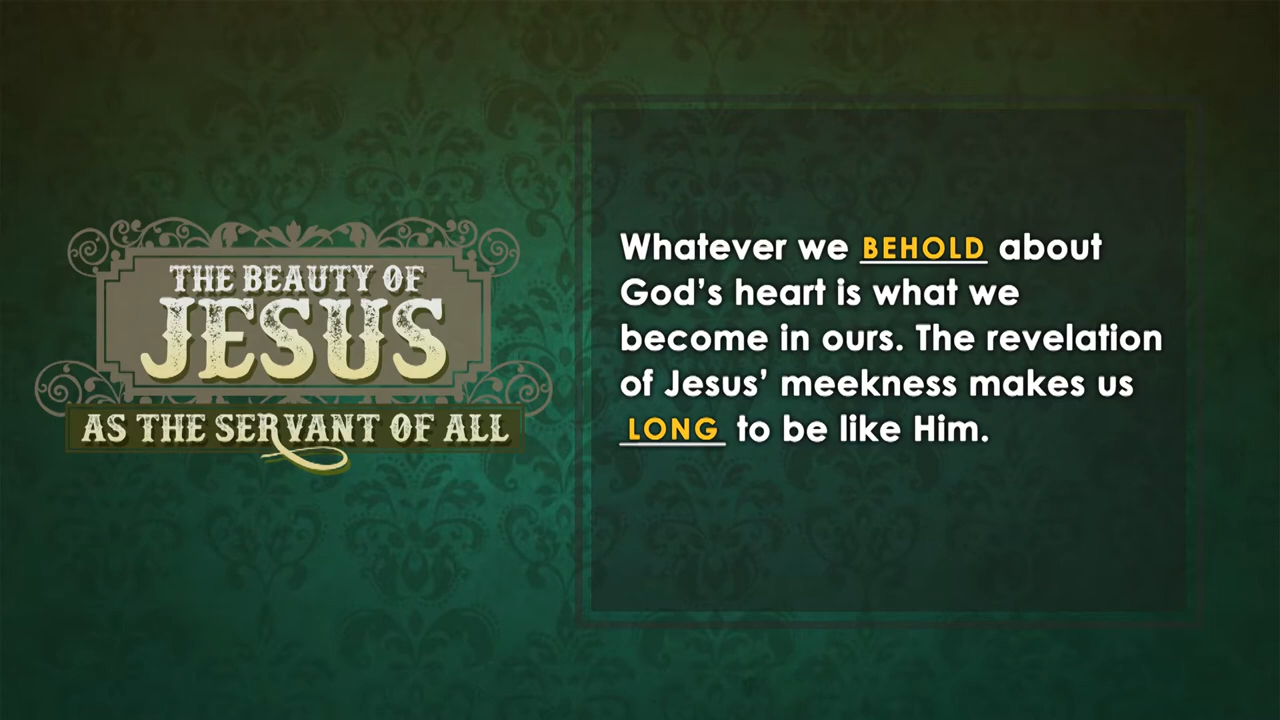 THE BEAUTY OF
JESUS
AS THE SERVANT OF ALL
Whatever we BEHOLD about
God's heart is what we
become in ours. The revelation
of Jesus' meekness makes us
LONG to be like Him.